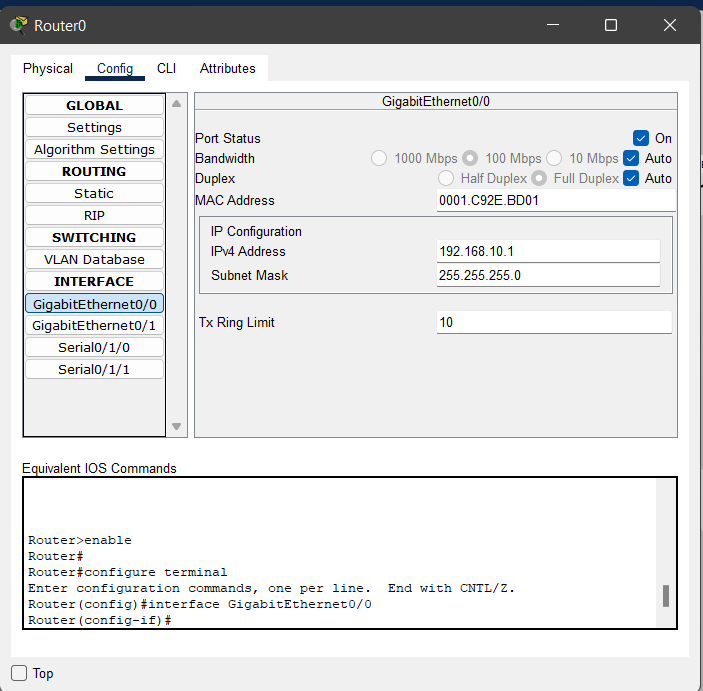 Router0
Physical Config CLI Attributes
GLOBAL
Settings
Algorithm Settings
ROUTING
Static
RIP
SWITCHING
VLAN Database
INTERFACE
GigabitEthernet0/0
GigabitEthernet0/1
Serial0/1/0
Serial0/1/1
GigabitEthernet0/0
Port Status On
Bandwidth 1000 Mbps 100 Mbps 10 Mbps Auto
Duplex Half Duplex Full Duplex Auto
MAC Address 0001.C92E.BD01
IP Configuration
IPv4 Address 192.168.10.1
Subnet Mask 255.255.255.0
Tx Ring Limit 10
Equivalent IOS Commands
Router>enable
Router#
Router#configure terminal
Enter configuration commands, one per line.  End with CNTL/Z.
Router(config)#interface GigabitEthernet0/0
Router(config-if)#
Top